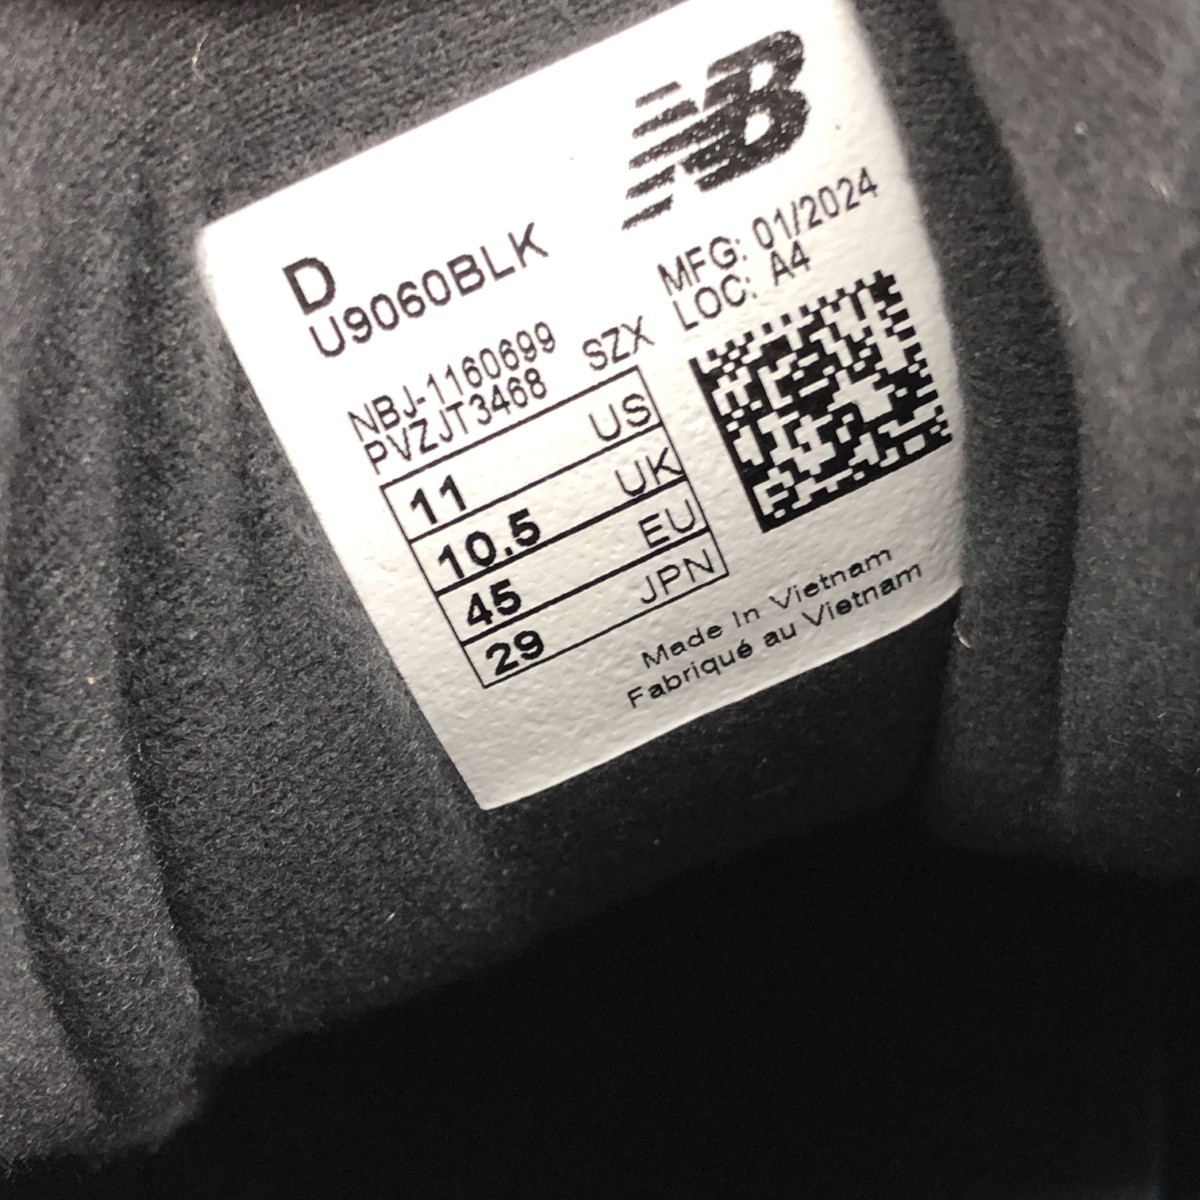 NB
D
U9060BLK
MFG: 01/2024
LOC: A4
NBJ-1160699
PVZJT3468 SZX
11 US
10.5 UK
45 EU
29 JPN
Made In Vietnam
Fabriqué au Vietnam